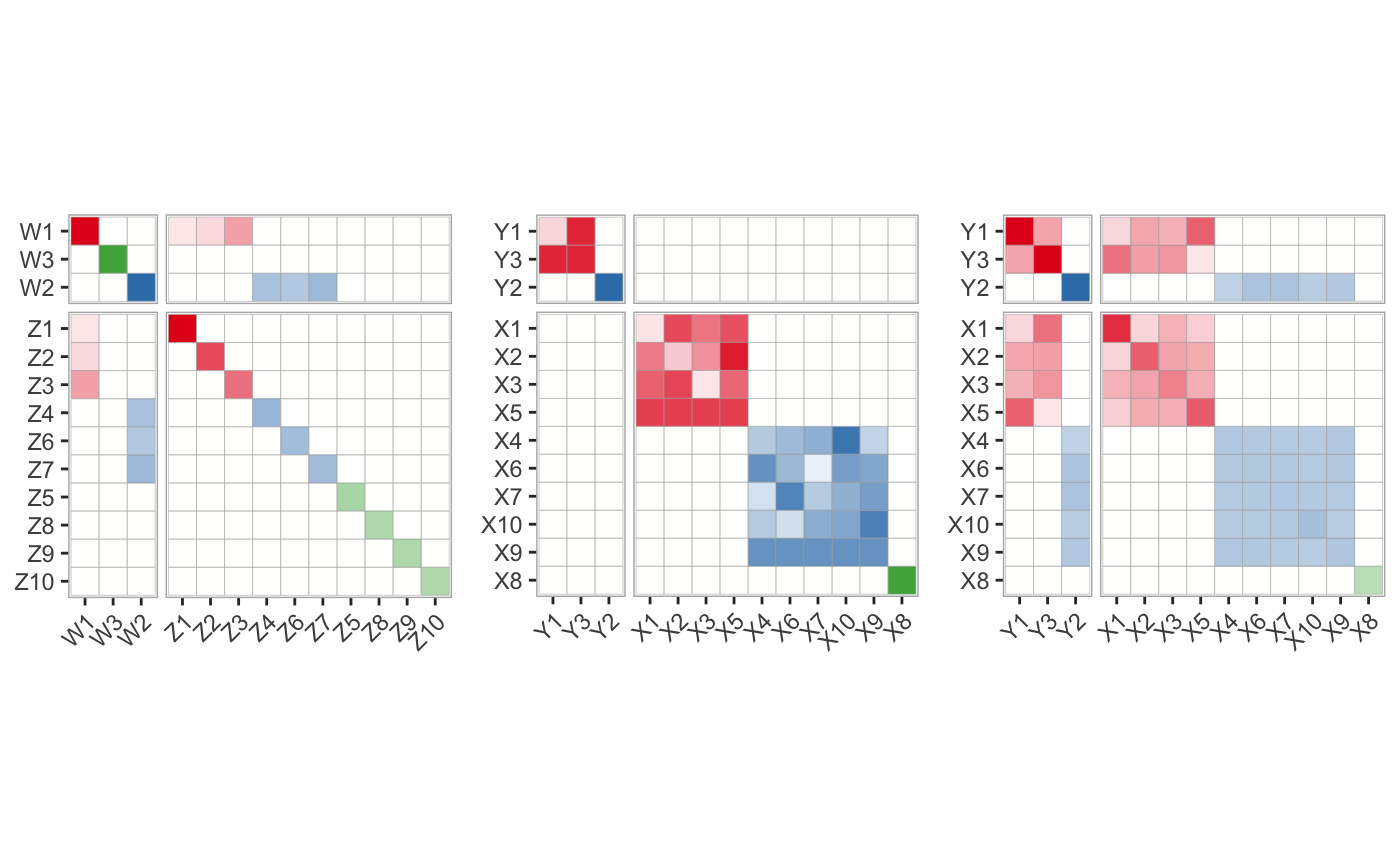 W1
W3
W2
Z1
Z2
Z3
Z4
Z6
Z7
Z5
Z8
Z9
Z10
W1 W3 W2 Z1 Z2 Z3 Z4 Z6 Z7 Z5 Z8 Z9 Z10
Y1
Y3
Y2
X1
X2
X3
X5
X4
X6
X7
X10
X9
X8
Y1 Y3 Y2 X1 X2 X3 X5 X4 X6 X7 X10 X9 X8
Y1
Y3
Y2
X1
X2
X3
X5
X4
X6
X7
X10
X9
X8
Y1 Y3 Y2 X1 X2 X3 X5 X4 X6 X7 X10 X9 X8